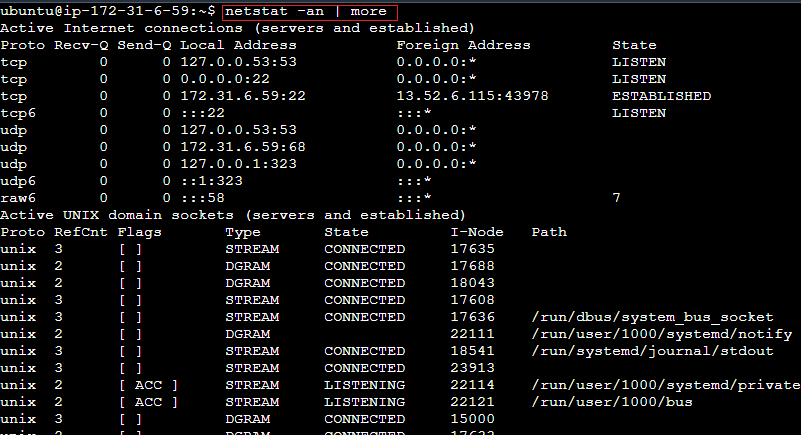 ubuntu@ip-172-31-6-59:~$ netstat -an | more
Active Internet connections (servers and established)
Proto Recv-Q Send-Q Local Address           Foreign Address         State
tcp        0      0 127.0.0.53:53           0.0.0.0:*               LISTEN
tcp        0      0 0.0.0.0:22              0.0.0.0:*               LISTEN
tcp        0      0 172.31.6.59:22          13.52.6.115:43978       ESTABLISHED
tcp6       0      0 :::22                   :::*                    LISTEN
udp        0      0 127.0.0.53:53           0.0.0.0:*
udp        0      0 172.31.6.59:68          0.0.0.0:*
udp        0      0 127.0.0.1:323           0.0.0.0:*
udp6       0      0 ::1:323                 :::*
raw6       0      0 :::58                   :::*                    7
Active UNIX domain sockets (servers and established)
Proto RefCnt Flags       Type       State         I-Node   Path
unix  3      [ ]         STREAM     CONNECTED     17635
unix  2      [ ]         DGRAM      CONNECTED     17688
unix  2      [ ]         DGRAM      CONNECTED     18043
unix  3      [ ]         STREAM     CONNECTED     17608
unix  3      [ ]         STREAM     CONNECTED     17636    /run/dbus/system_bus_socket
unix  2      [ ]         DGRAM                    22111    /run/user/1000/systemd/notify
unix  3      [ ]         STREAM     CONNECTED     18541    /run/systemd/journal/stdout
unix  3      [ ]         STREAM     CONNECTED     23913
unix  2      [ ACC ]     STREAM     LISTENING     22114    /run/user/1000/systemd/private
unix  2      [ ACC ]     STREAM     LISTENING     22121    /run/user/1000/bus
unix  3      [ ]         DGRAM      CONNECTED     15000